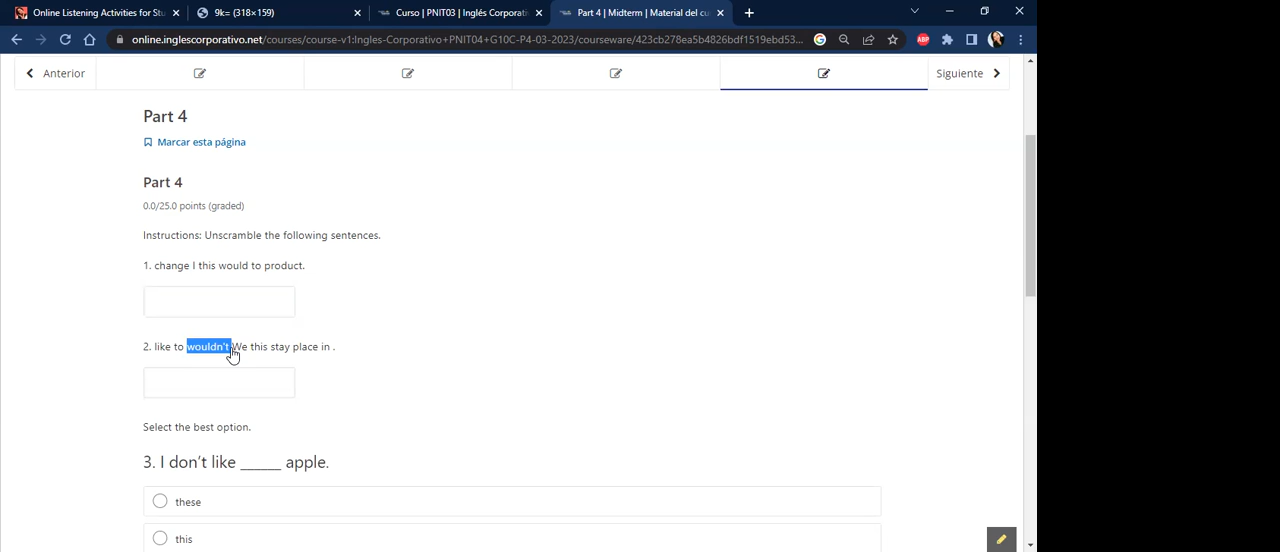 Online Listening Activities for Stu
9k= (318×159)
Curso | PNIT03 | Inglés Corporati
Part 4 | Midterm | Material del cu
online.inglescorporativo.net/courses/course-v1:Ingles-Corporativo+PNIT04+G10C-P4-03-2023/courseware/423cb278ea5b4826bdf1519ebd53...
ABP
Anterior
Siguiente
Part 4
Marcar esta página
Part 4
0.0/25.0 points (graded)
Instructions: Unscramble the following sentences.
1. change I this would to product.
2. like to wouldn't We this stay place in .
Select the best option.
3. I don't like ______ apple.
these
this